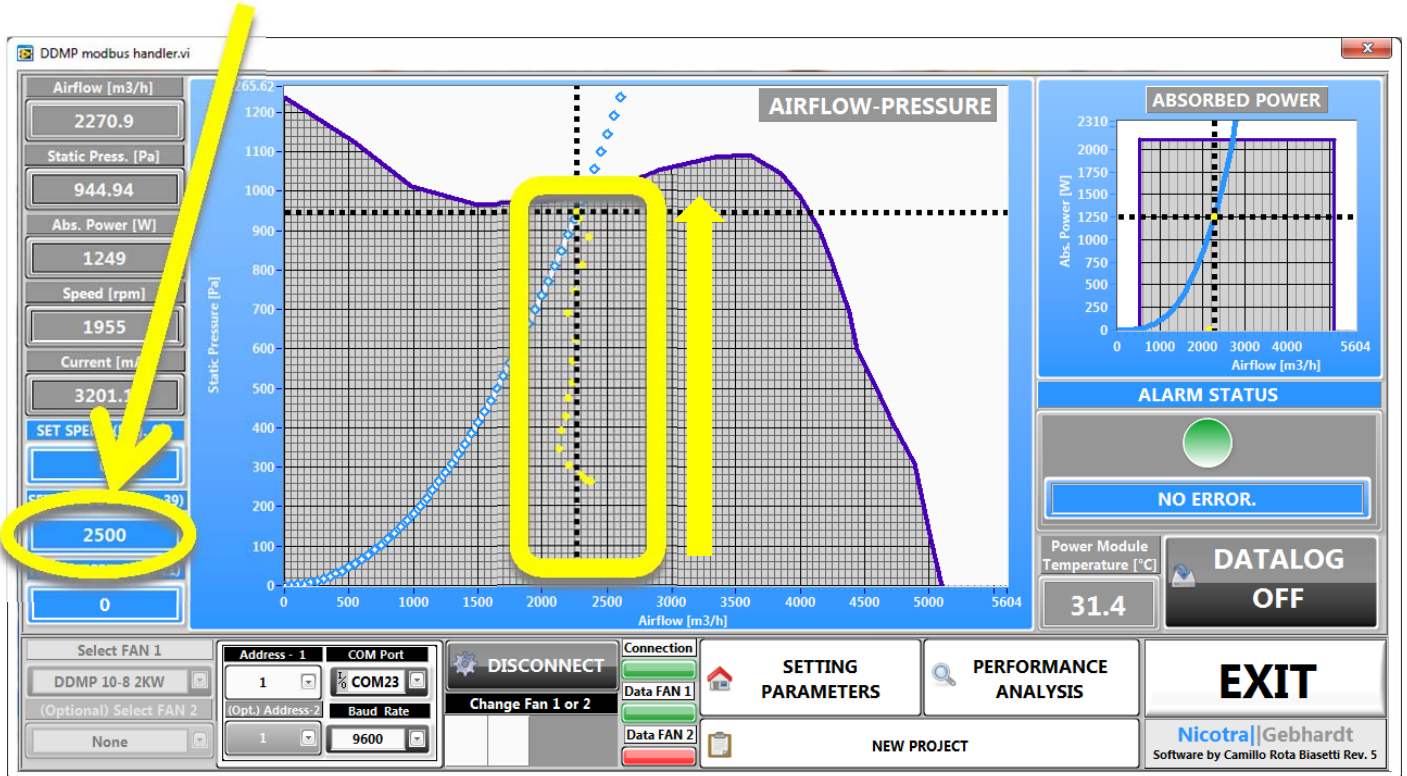 DDMP modbus handler.vi
x
Airflow [m3/h]
2270.9
Static Press. [Pa]
944.94
Abs. Power [W]
1249
Speed [rpm]
1955
Current
3201.1
SET
2500
0
AIRFLOW-PRESSURE
265.62
1200
1100
1000
900
800
700
600
500
400
300
200
100
0
Static Pressure [Pa]
0 500 1000 1500 2000 2500 3000 3500 4000 4500 5000 5604
Airflow [m3/h]
ABSORBED POWER
2310
2000
1750
1500
1250
1000
750
500
250
0
Abs. Power [W]
0 1000 2000 3000 4000 5604
Airflow [m3/h]
ALARM STATUS
NO ERROR.
Power Module
Temperature [°C]
31.4
DATALOG
OFF
Select FAN 1
DDMP 10-8 2KW
(Optional) Select FAN 2
None
Address - 1
1
(Opt.) Address-2
1
COM Port
COM23
Baud Rate
9600
DISCONNECT
Change Fan 1 or 2
Connection
Data FAN 1
Data FAN 2
SETTING
PARAMETERS
PERFORMANCE
ANALYSIS
NEW PROJECT
EXIT
Nicotra||Gebhardt
Software by Camillo Rota Biasetti Rev. 5